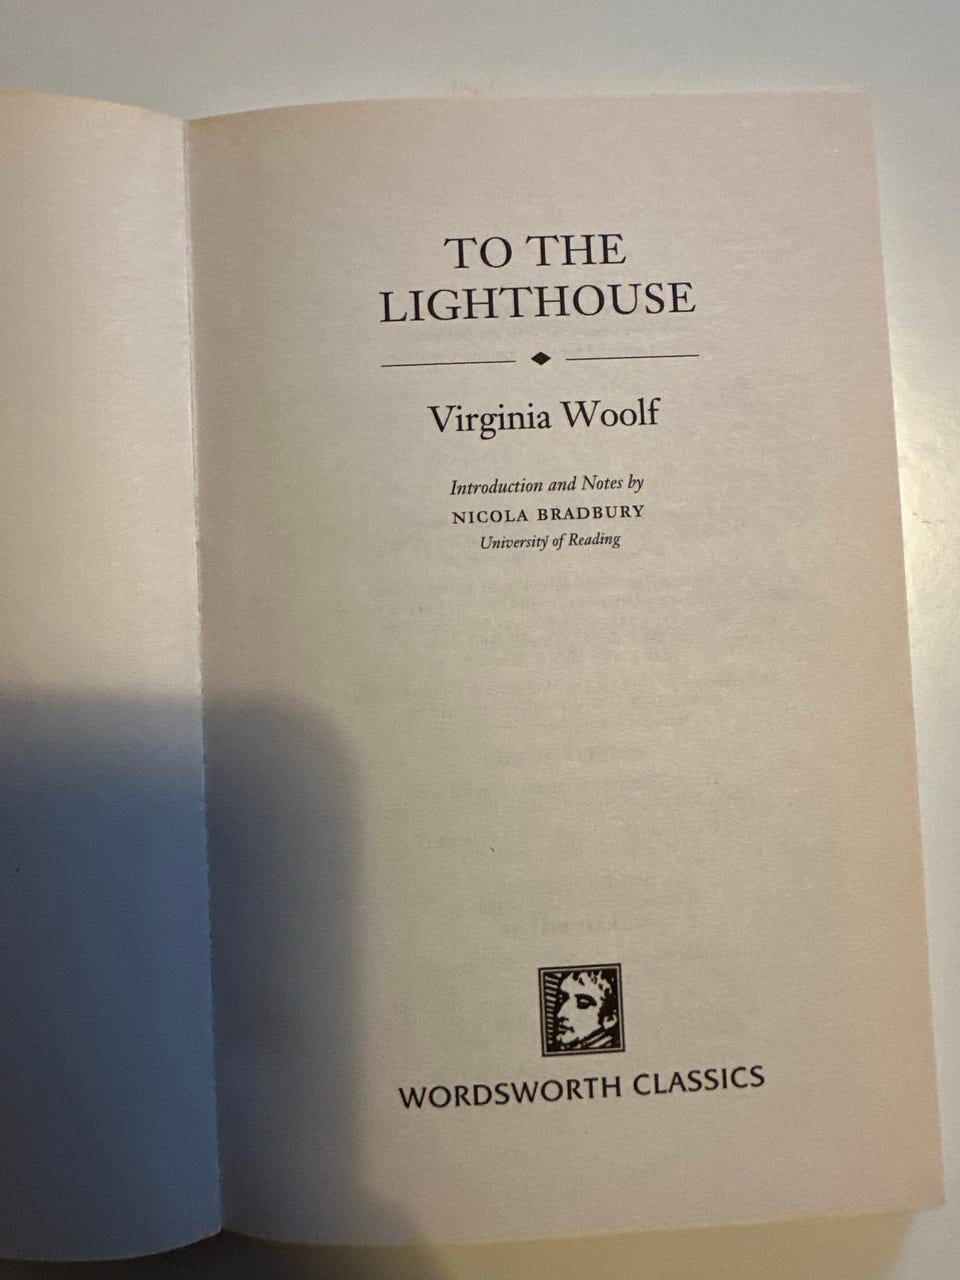 TO THE
LIGHTHOUSE
Virginia Woolf
Introduction and Notes by
NICOLA BRADBURY
University of Reading
WORDSWORTH CLASSICS